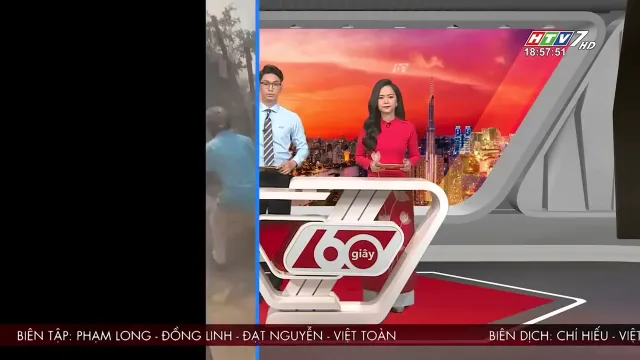 HTV7 HD
18:57:51
60 giây
BIÊN TẬP: PHẠM LONG - ĐỒNG LINH - ĐẠT NGUYỄN - VIỆT TOÀN BIÊN DỊCH: CHÍ HIẾU - VIỆT